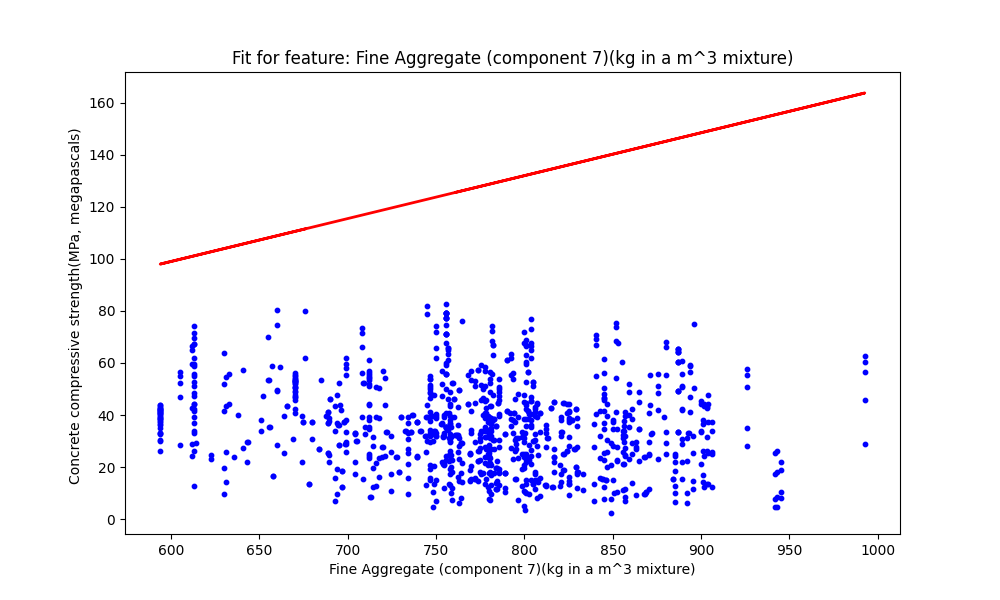 Fit for feature: Fine Aggregate (component 7)(kg in a m^3 mixture)
Concrete compressive strength(MPa, megapascals)
160
140
120
100
80
60
40
20
0
600 650 700 750 800 850 900 950 1000
Fine Aggregate (component 7)(kg in a m^3 mixture)